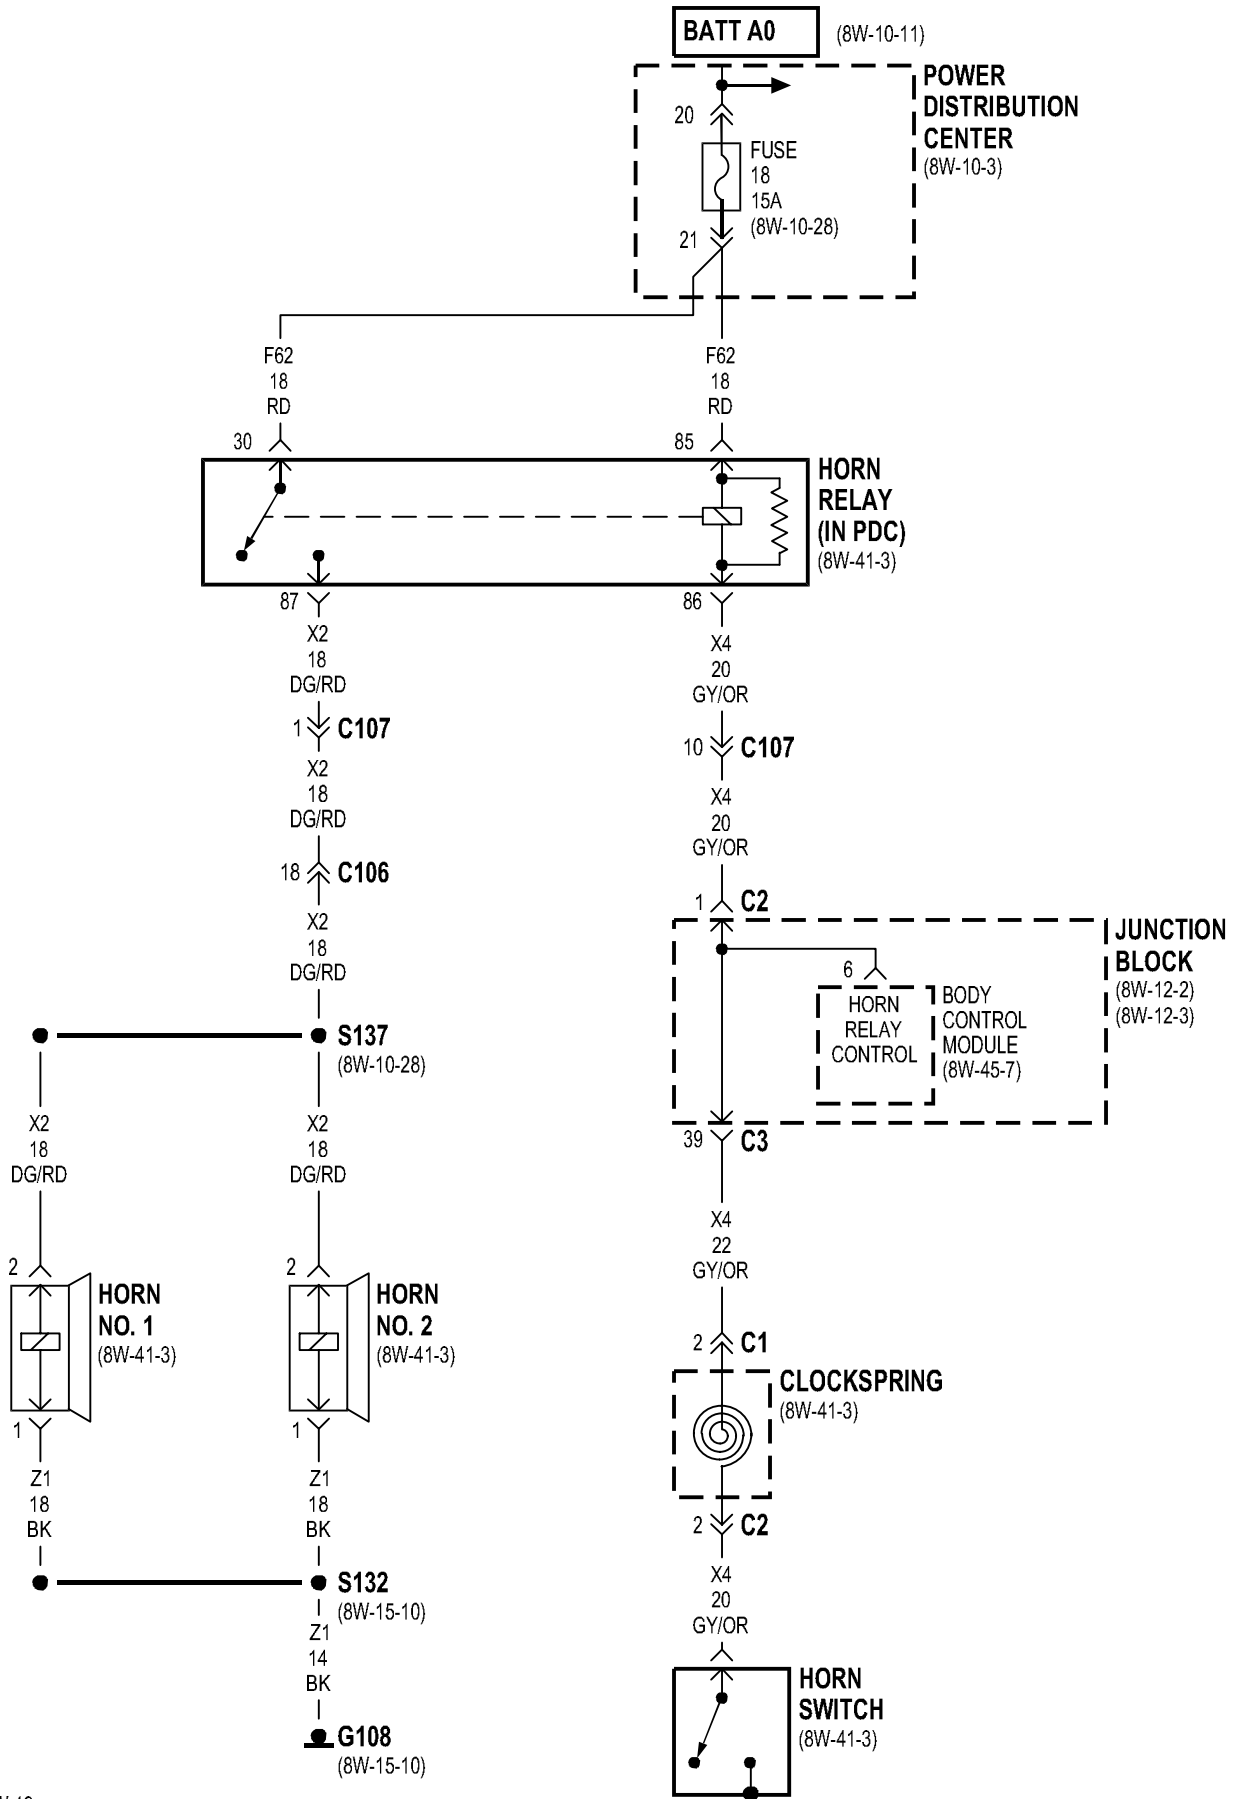 BATT A0
(8W-10-11)
POWER
DISTRIBUTION
CENTER
(8W-10-3)
20
FUSE
18
15A
(8W-10-28)
21
F62
18
RD
F62
18
RD
30
85
HORN
RELAY
(IN PDC)
(8W-41-3)
87
86
X2
18
DG/RD
X4
20
GY/OR
1
C107
10
C107
X2
18
DG/RD
X4
20
GY/OR
18
C106
1
C2
X2
18
DG/RD
JUNCTION
BLOCK
(8W-12-2)
(8W-12-3)
6
HORN
RELAY
CONTROL
BODY
CONTROL
MODULE
(8W-45-7)
S137
(8W-10-28)
X2
18
DG/RD
X2
18
DG/RD
39
C3
X4
22
GY/OR
2
HORN
NO. 1
(8W-41-3)
1
2
HORN
NO. 2
(8W-41-3)
1
2
C1
CLOCKSPRING
(8W-41-3)
2
C2
Z1
18
BK
Z1
18
BK
X4
20
GY/OR
S132
(8W-15-10)
Z1
14
BK
G108
(8W-15-10)
HORN
SWITCH
(8W-41-3)